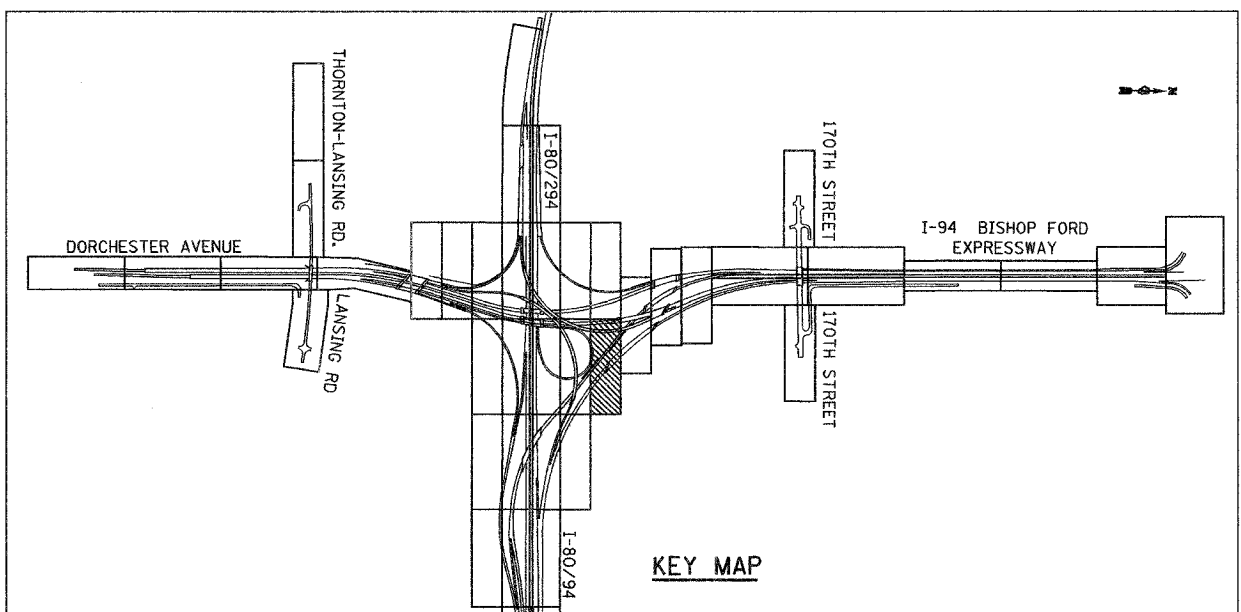 THORNTON-LANSING RD.
I-80/294
170TH STREET
I-94 BISHOP FORD
EXPRESSWAY
DORCHESTER AVENUE
LANSING RD
170TH STREET
I-80/94
KEY MAP